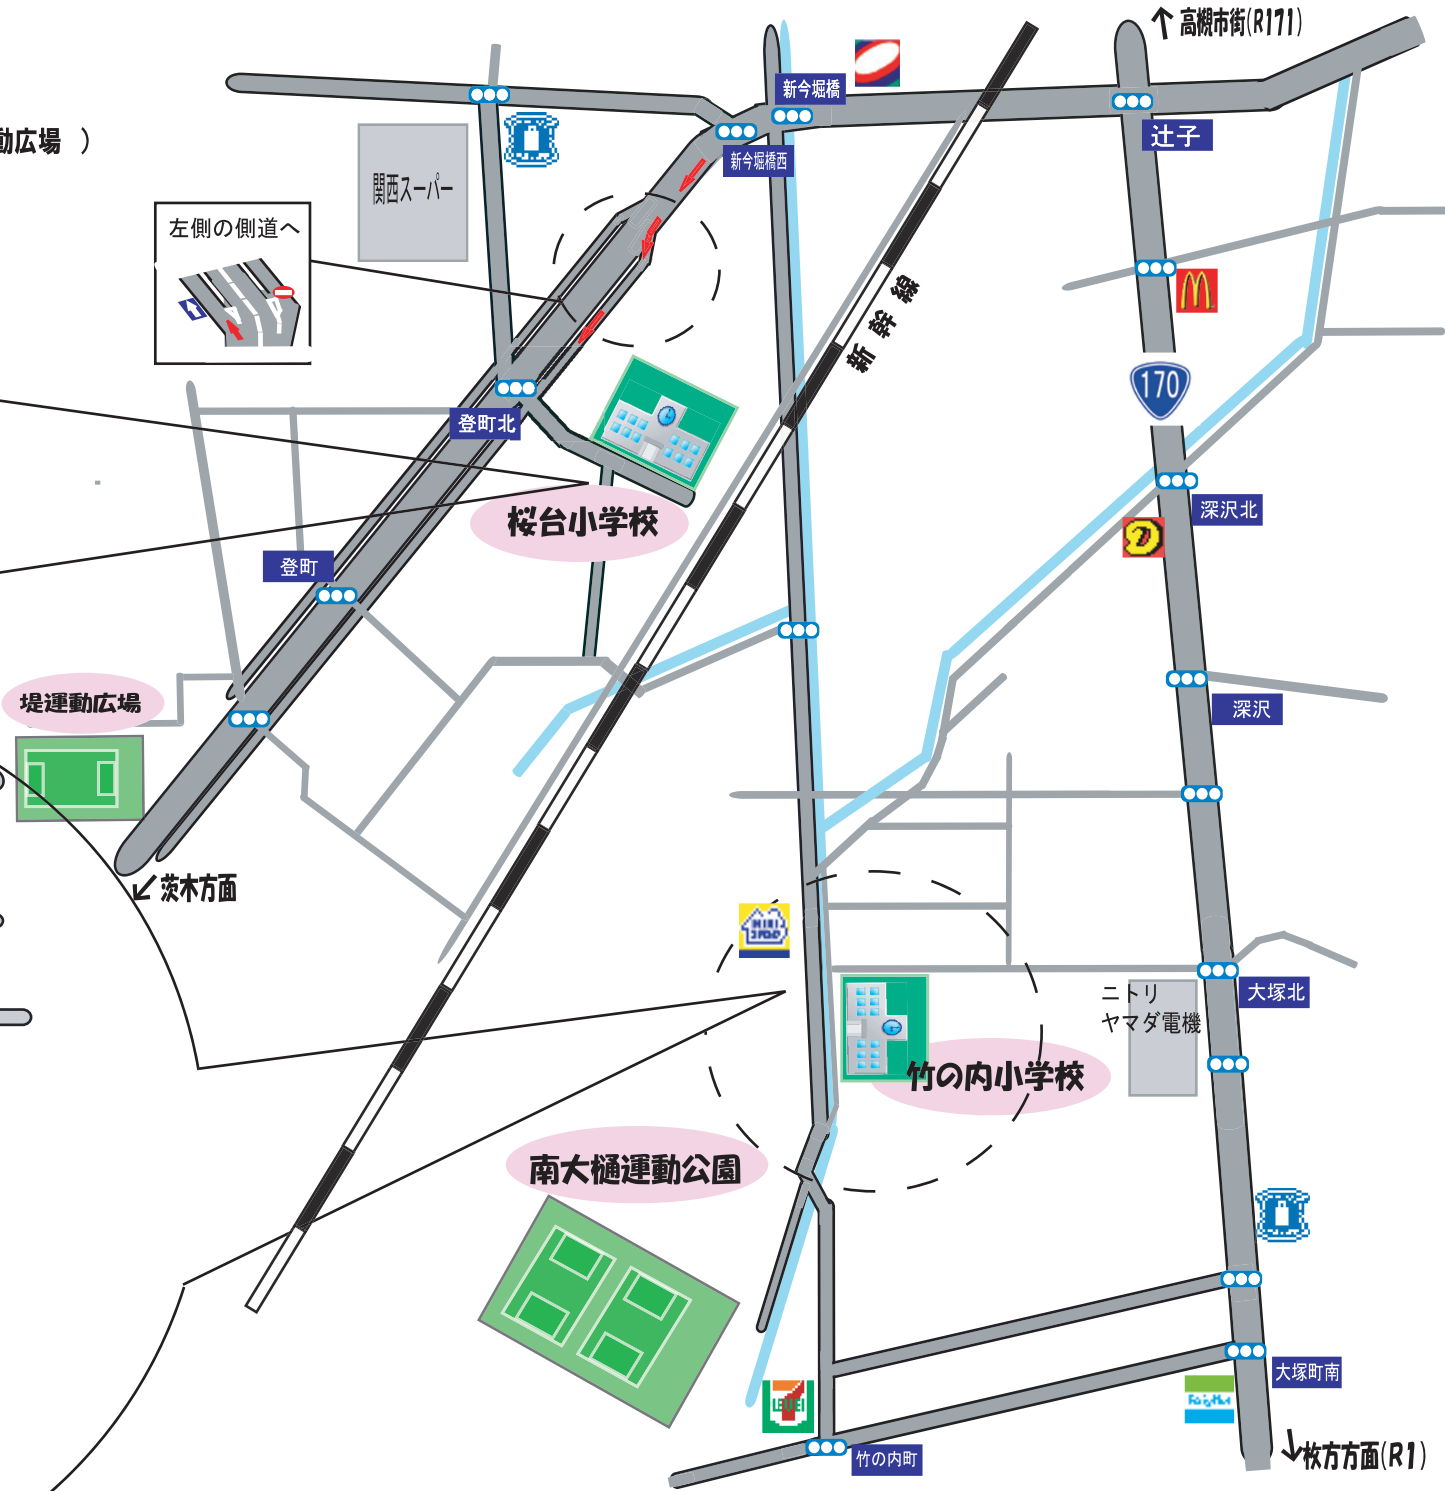 ↑高槻市街(R171)
新今堀橋
動広場 ）
新今堀橋西
辻子
関西スーパー
左側の側道へ
新幹線
170
登町北
桜台小学校
深沢北
登町
堤運動広場
深沢
茨木方面
MINI STOP
ニトリ
ヤマダ電機
大塚北
竹の内小学校
南大樋運動公園
大塚町南
7 ELEVEN
FamilyMart
竹の内町
枚方方面(R1)